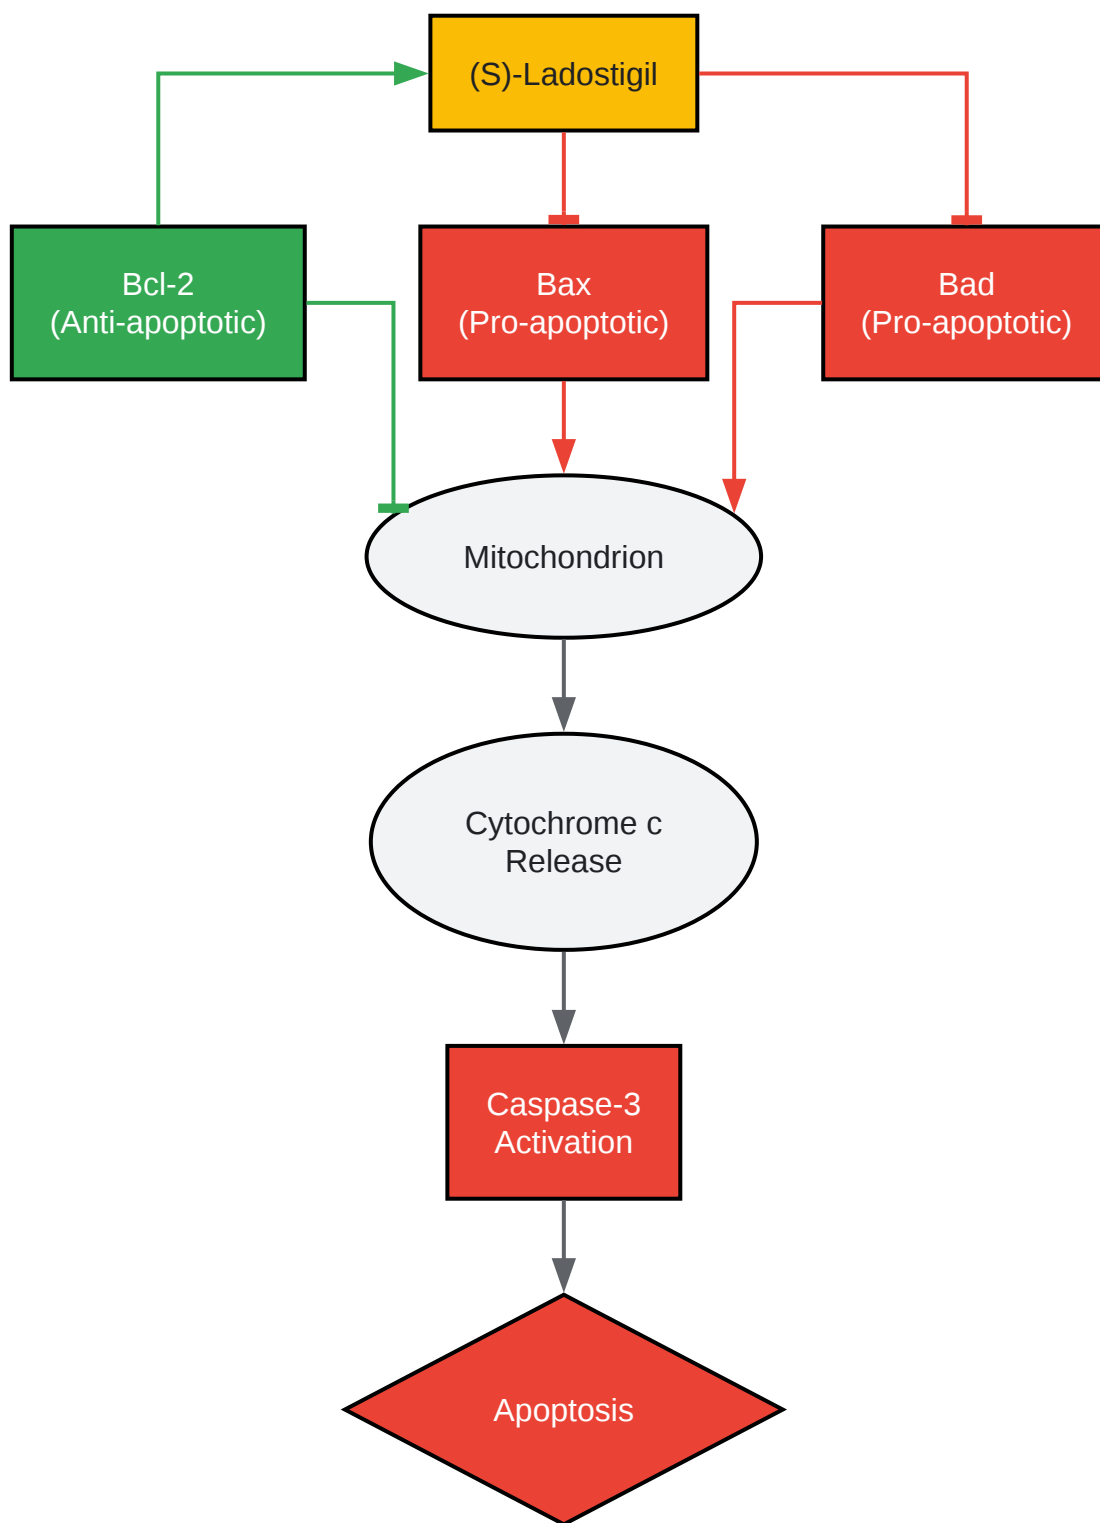 (S)-Ladostigil
Bcl-2
(Anti-apoptotic)
Bax
(Pro-apoptotic)
Bad
(Pro-apoptotic)
Mitochondrion
Cytochrome c
Release
Caspase-3
Activation
Apoptosis